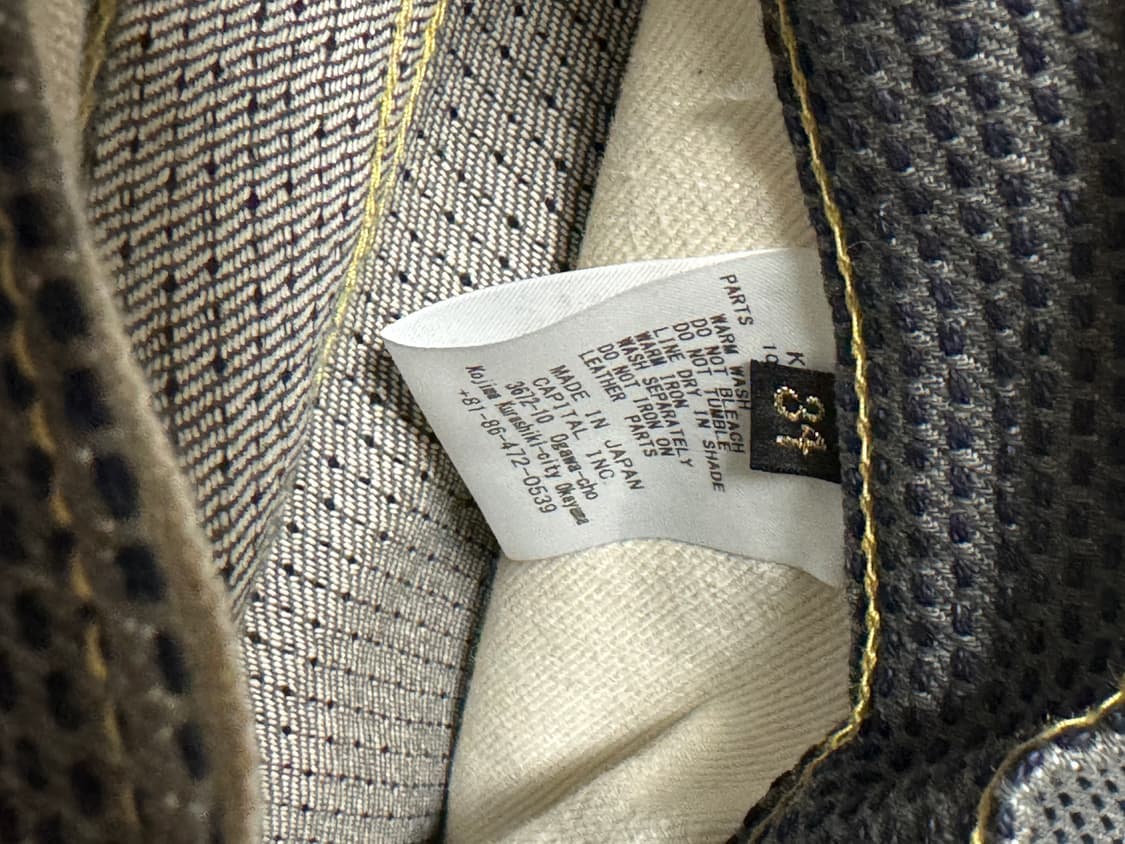 PARTS
WARM WASH
DO NOT BLEACH
DO NOT TUMBLE
LINE DRY IN SHADE
WARM IRON
WASH SEPARATELY
DO NOT IRON ON
LEATHER PARTS
MADE IN JAPAN
CAPITAL INC.
3672-10 Ogawa-cho
Kojima Kurashiki-city Okayama
+81-86-472-0539
34